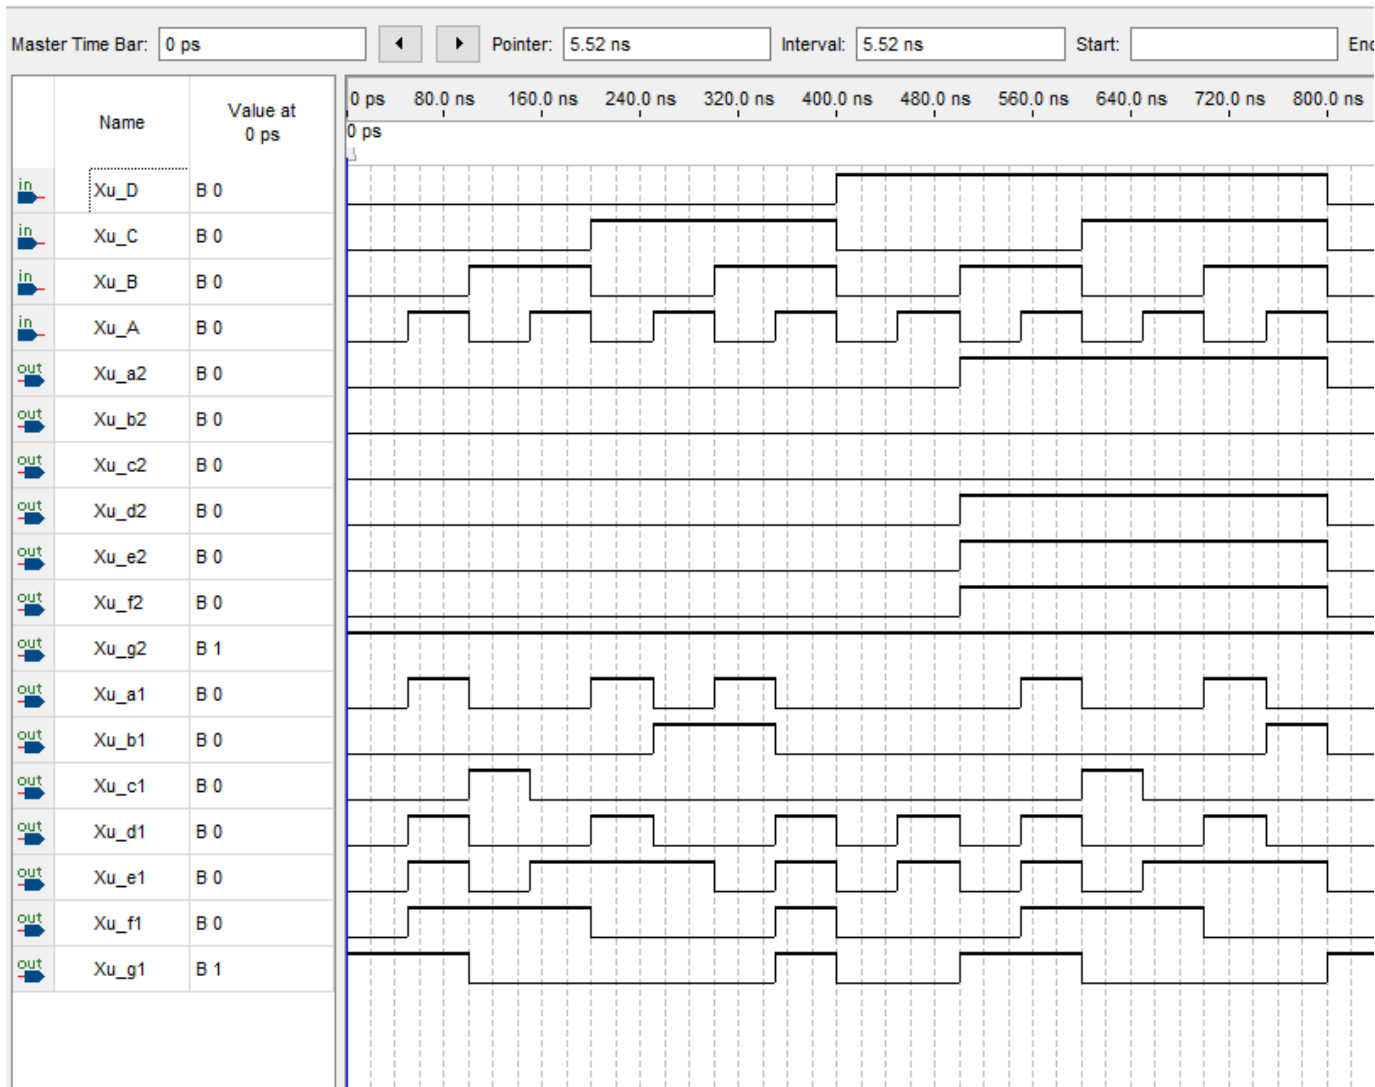 Master Time Bar: 0 ps Pointer: 5.52 ns Interval: 5.52 ns Start: Enc
Name Value at 0 ps
0 ps 80.0 ns 160.0 ns 240.0 ns 320.0 ns 400.0 ns 480.0 ns 560.0 ns 640.0 ns 720.0 ns 800.0 ns
0 ps
in Xu_D B 0
in Xu_C B 0
in Xu_B B 0
in Xu_A B 0
out Xu_a2 B 0
out Xu_b2 B 0
out Xu_c2 B 0
out Xu_d2 B 0
out Xu_e2 B 0
out Xu_f2 B 0
out Xu_g2 B 1
out Xu_a1 B 0
out Xu_b1 B 0
out Xu_c1 B 0
out Xu_d1 B 0
out Xu_e1 B 0
out Xu_f1 B 0
out Xu_g1 B 1